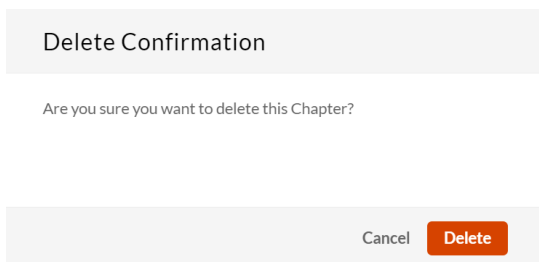 Delete Confirmation
Are you sure you want to delete this Chapter?
Cancel Delete